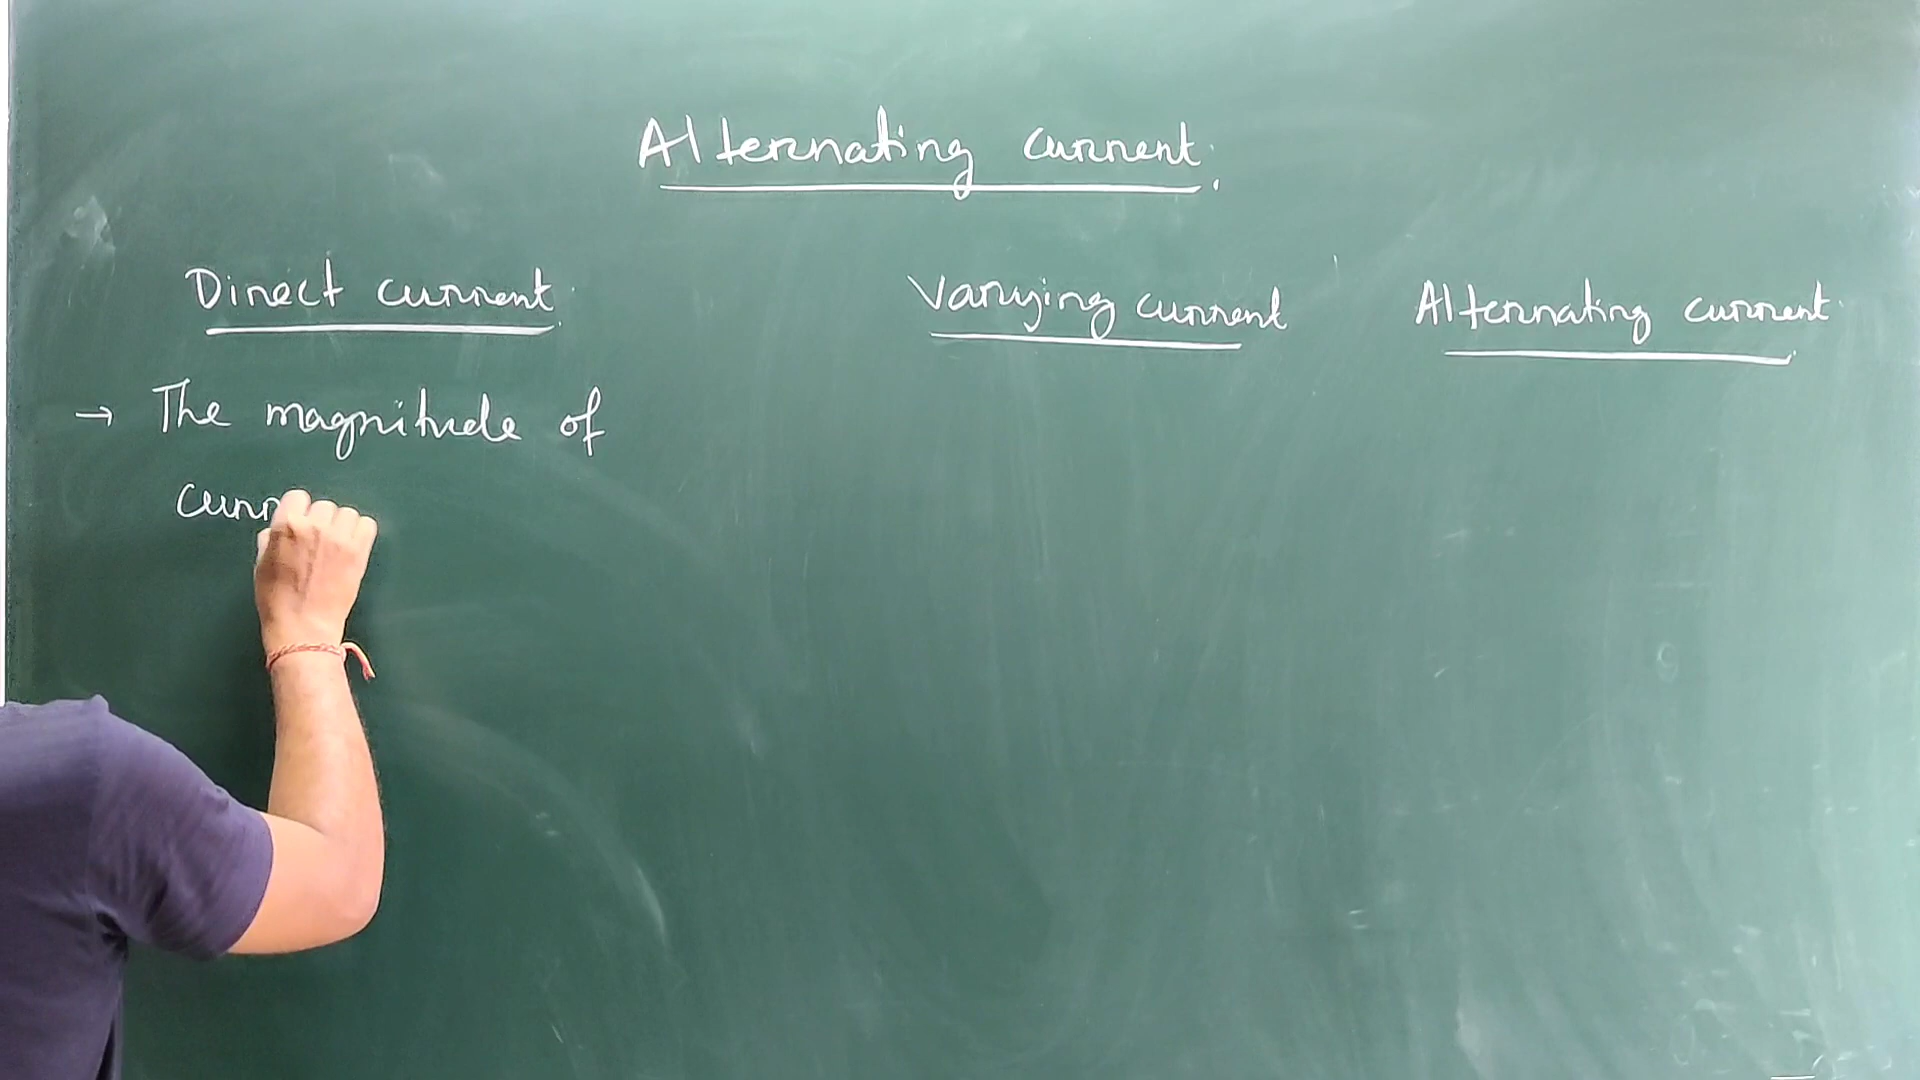 Alternating current.
Direct current.
Varying current
Alternating current.
→ The magnitude of
curr